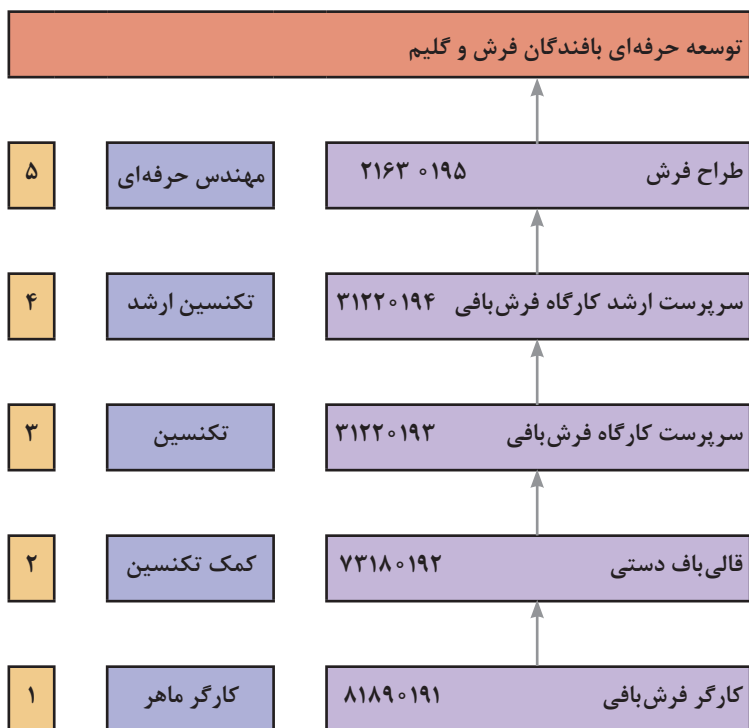 توسعه حرفه‌ای بافندگان فرش و گلیم
طراح فرش ۲۱۶۳ ۰۱۹۵ مهندس حرفه‌ای ۵
سرپرست ارشد کارگاه فرش‌بافی ۳۱۲۲۰۱۹۴ تکنسین ارشد ۴
سرپرست کارگاه فرش‌بافی ۳۱۲۲۰۱۹۳ تکنسین ۳
قالی‌باف دستی ۷۳۱۸۰۱۹۲ کمک تکنسین ۲
کارگر فرش‌بافی ۸۱۸۹۰۱۹۱ کارگر ماهر ۱